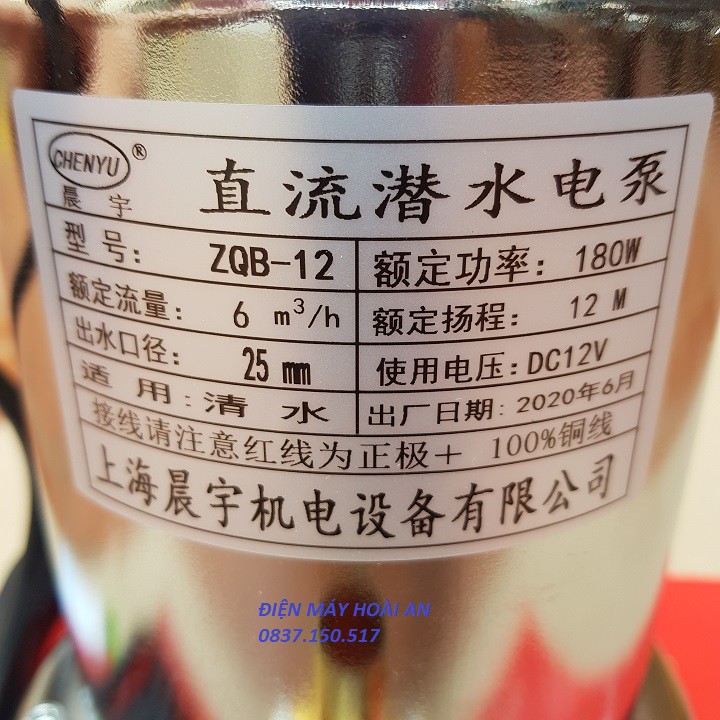 CHENYU ®
晨宇
直流潜水电泵
型号: ZQB-12
额定功率: 180W
额定流量: 6 m³/h
额定扬程: 12 M
出水口径: 25 mm
使用电压: DC12V
适用: 清水
出厂日期: 2020年6月
接线请注意红线为正极+ 100%铜线
上海晨宇机电设备有限公司
ĐIỆN MÁY HOÀI AN
0837.150.517